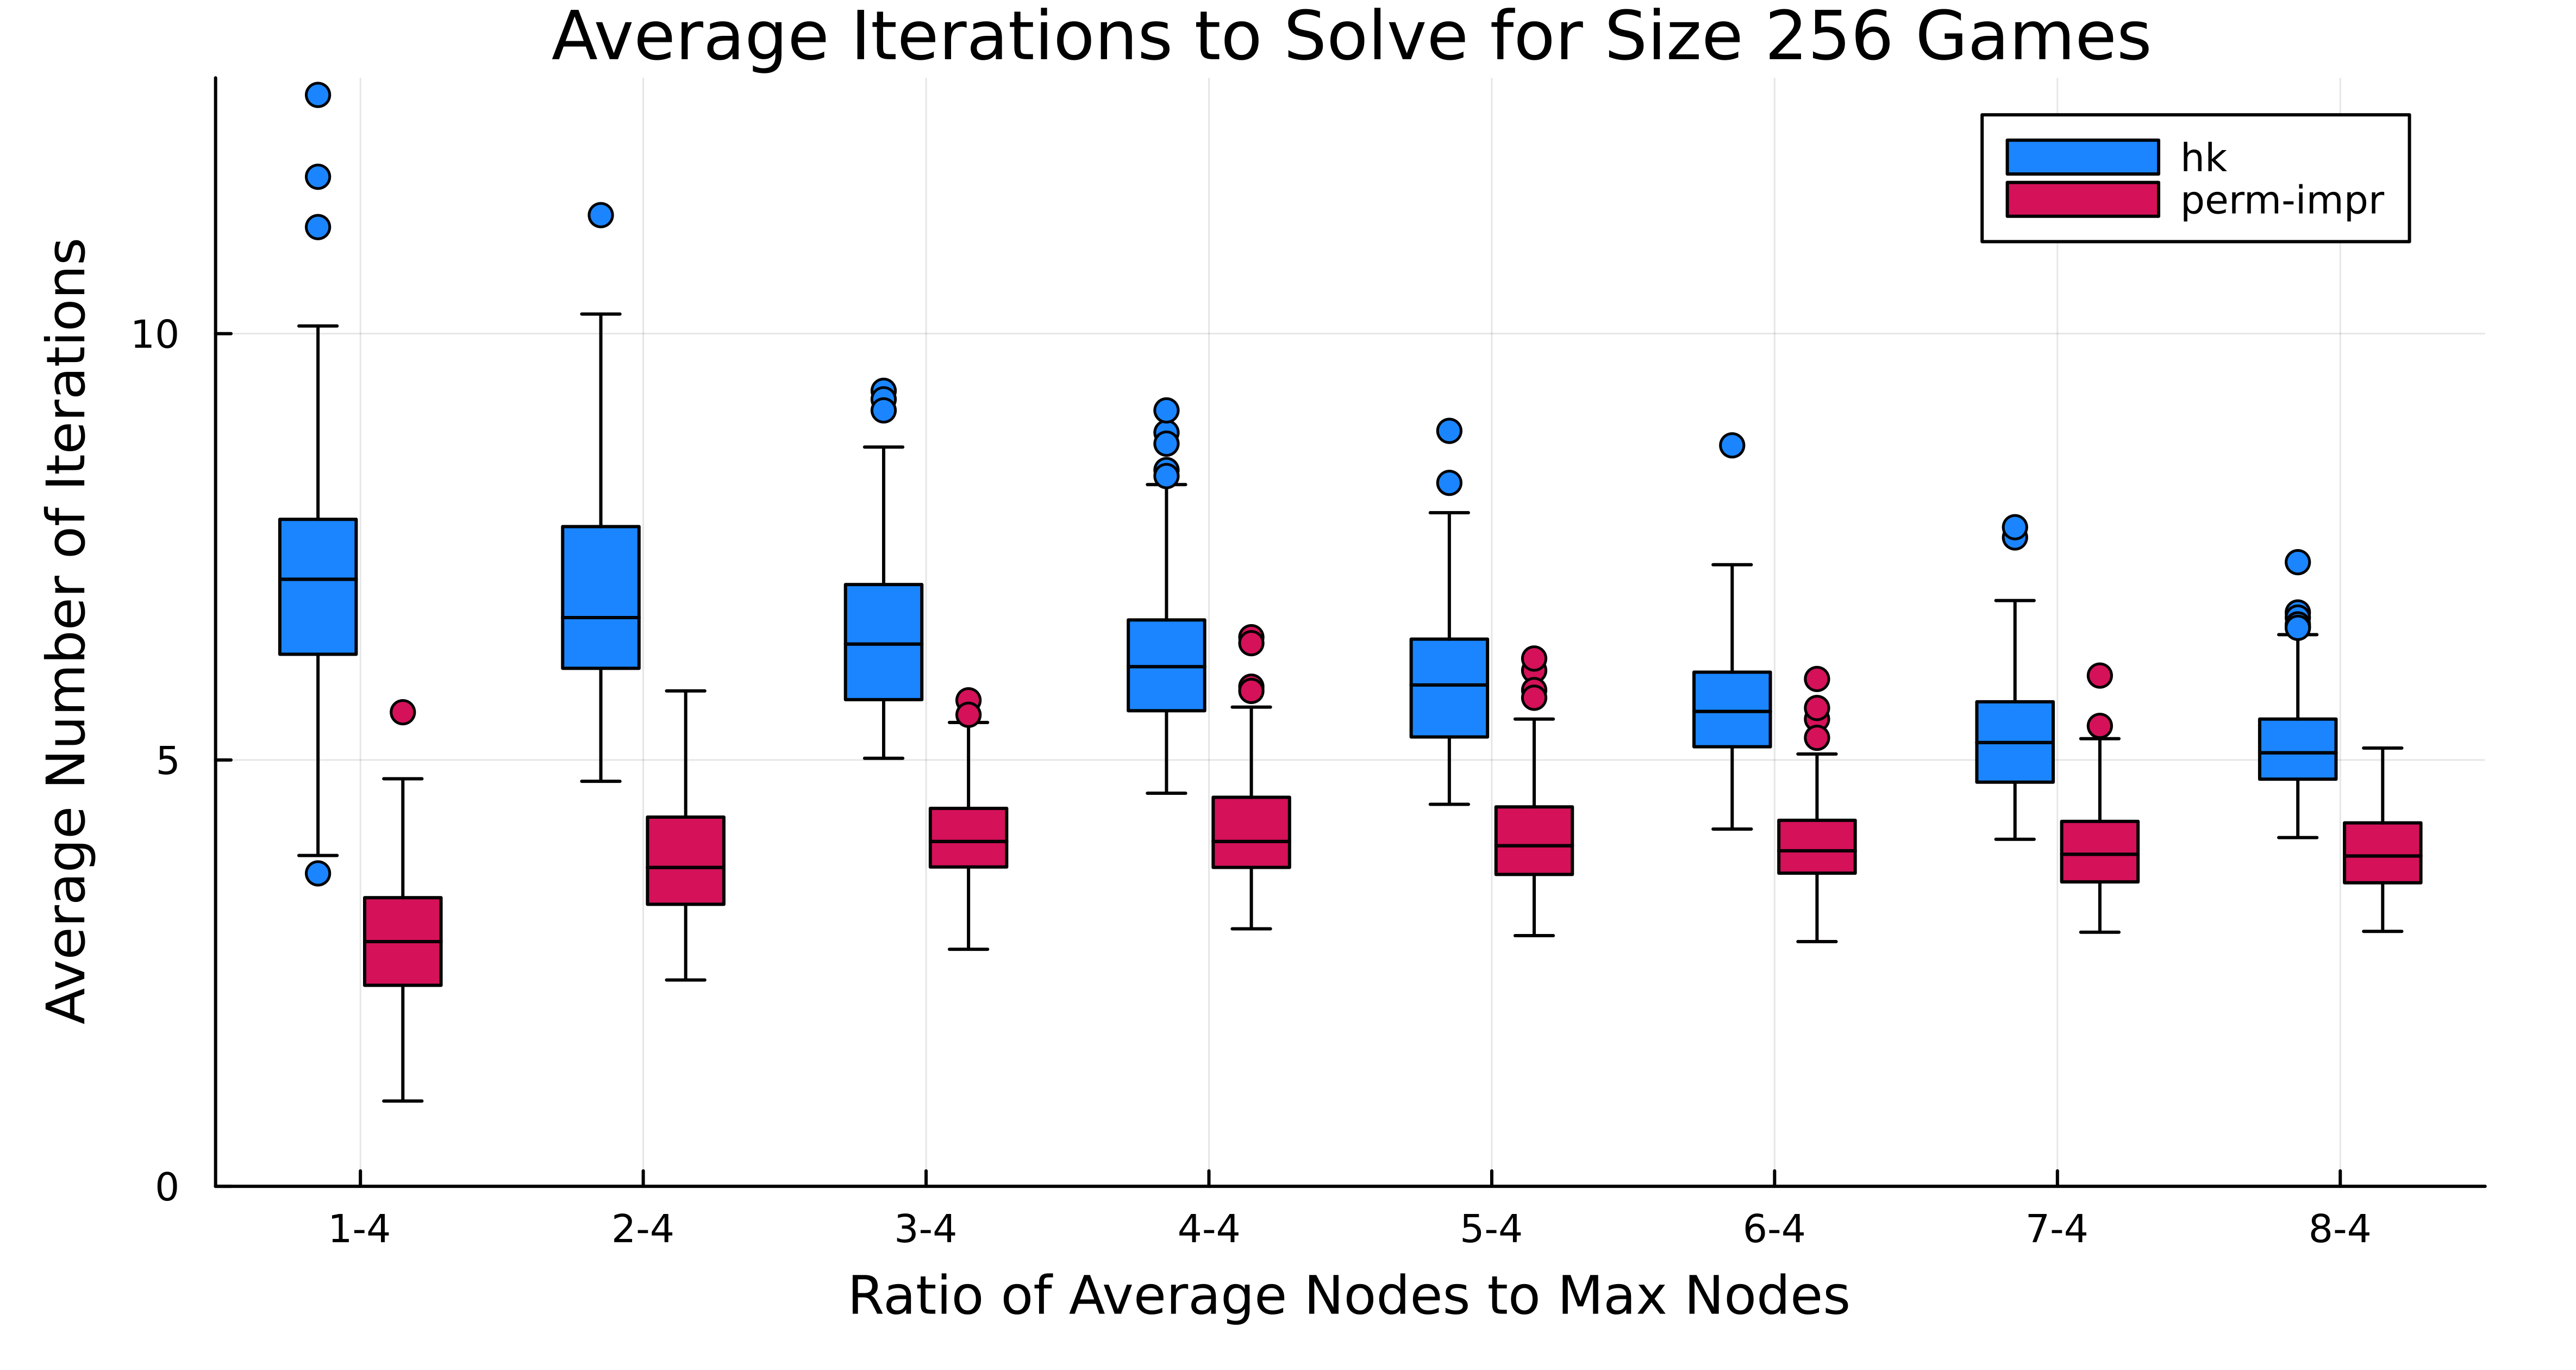 Average Iterations to Solve for Size 256 Games
hk
perm-impr
Average Number of Iterations
10
5
0
1-4 2-4 3-4 4-4 5-4 6-4 7-4 8-4
Ratio of Average Nodes to Max Nodes